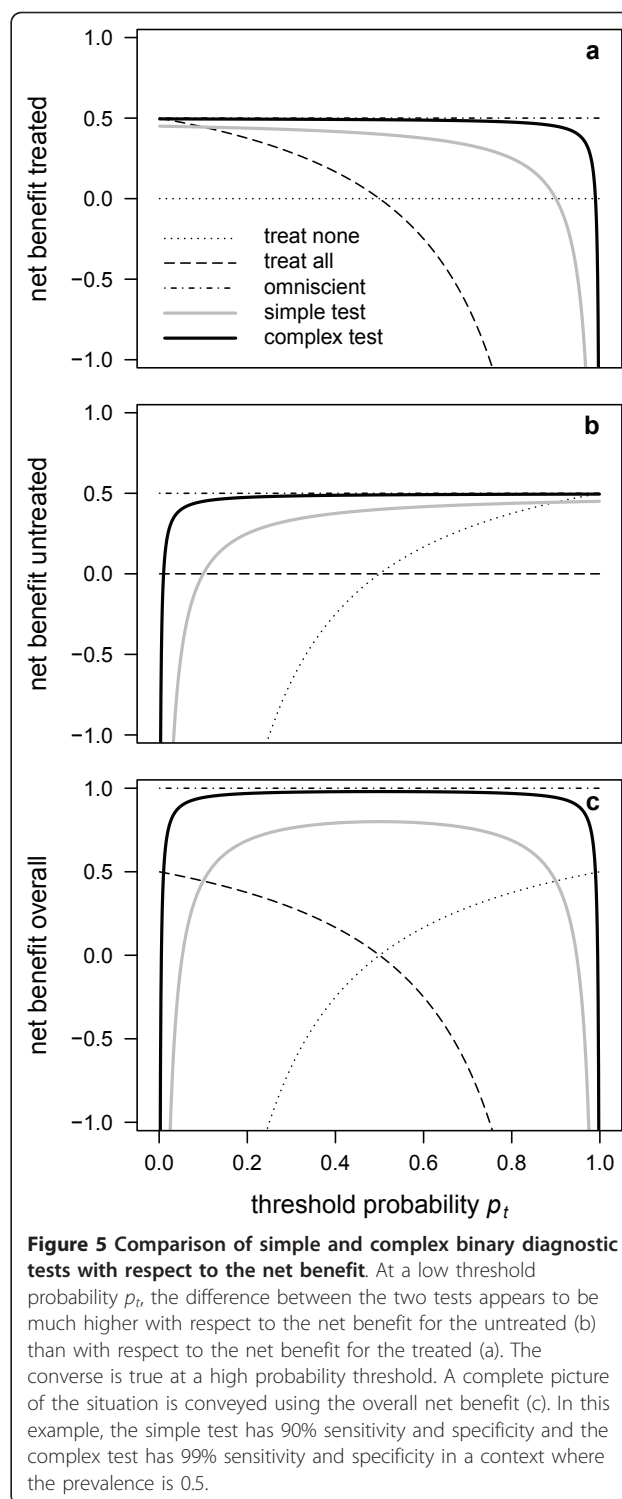 a
net benefit treated
1.0
0.5
0.0
−0.5
−1.0
treat none
treat all
omniscient
simple test
complex test
b
net benefit untreated
1.0
0.5
0.0
−0.5
−1.0
c
net benefit overall
1.0
0.5
0.0
−0.5
−1.0
0.0 0.2 0.4 0.6 0.8 1.0
threshold probability pt
Figure 5 Comparison of simple and complex binary diagnostic
tests with respect to the net benefit. At a low threshold
probability pt, the difference between the two tests appears to be
much higher with respect to the net benefit for the untreated (b)
than with respect to the net benefit for the treated (a). The
converse is true at a high probability threshold. A complete picture
of the situation is conveyed using the overall net benefit (c). In this
example, the simple test has 90% sensitivity and specificity and the
complex test has 99% sensitivity and specificity in a context where
the prevalence is 0.5.